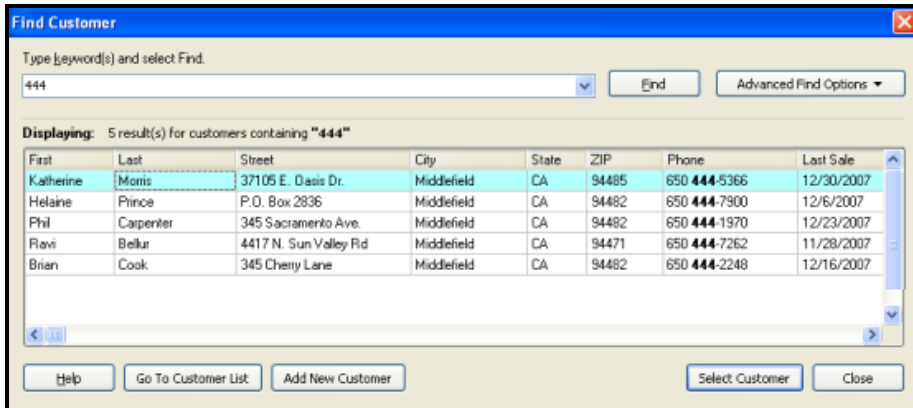 Find Customer
Type keyword(s) and select Find.
444
Find
Advanced Find Options
Displaying: 5 result(s) for customers containing "444"
First Last Street City State ZIP Phone Last Sale
Katherine Morris 37105 E. Oasis Dr. Middlefield CA 94485 650 444-5366 12/30/2007
Helaine Prince P.O. Box 2836 Middlefield CA 94482 650 444-7900 12/6/2007
Phil Carpenter 345 Sacramento Ave. Middlefield CA 94482 650 444-1970 12/23/2007
Ravi Bellur 4417 N. Sun Valley Rd Middlefield CA 94471 650 444-7262 11/28/2007
Brian Cook 345 Cherry Lane Middlefield CA 94482 650 444-2248 12/16/2007
Help Go To Customer List Add New Customer Select Customer Close